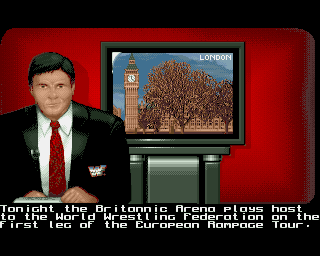 LONDON
Tonight the Britannic Arena plays host
to the World Wrestling Federation on the
first leg of the European Rampage Tour.